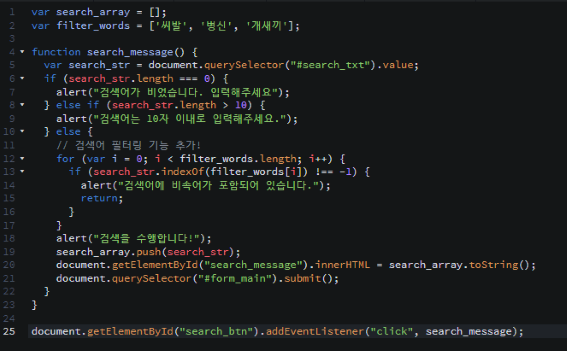 1 var search_array = [];
2 var filter_words = ['씨발', '병신', '개새끼'];
3
4 function search_message() {
5 var search_str = document.querySelector("#search_txt").value;
6 if (search_str.length === 0) {
7 alert("검색어가 비었습니다. 입력해주세요");
8 } else if (search_str.length > 10) {
9 alert("검색어는 10자 이내로 입력해주세요.");
10 } else {
11 // 검색어 필터링 기능 추가!
12 for (var i = 0; i < filter_words.length; i++) {
13 if (search_str.indexOf(filter_words[i]) !== -1) {
14 alert("검색어에 비속어가 포함되어 있습니다.");
15 return;
16 }
17 }
18 alert("검색을 수행합니다!");
19 search_array.push(search_str);
20 document.getElementById("search_message").innerHTML = search_array.toString();
21 document.querySelector("#form_main").submit();
22 }
23 }
24
25 document.getElementById("search_btn").addEventListener("click", search_message);